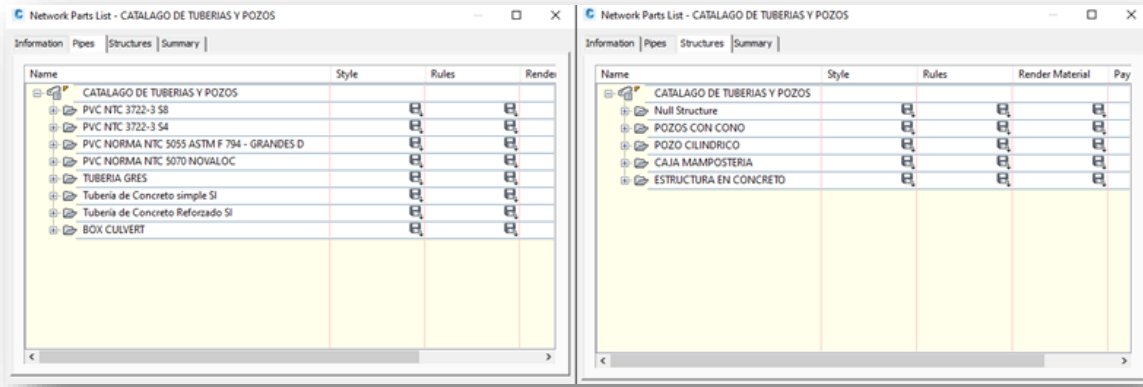 Network Parts List - CATALAGO DE TUBERIAS Y POZOS
Information Pipes Structures Summary
Name Style Rules Render
CATALAGO DE TUBERIAS Y POZOS
PVC NTC 3722-3 S8
PVC NTC 3722-3 S4
PVC NORMA NTC 5055 ASTM F 794 - GRANDES D
PVC NORMA NTC 5070 NOVALOC
TUBERIA GRES
Tubería de Concreto simple SI
Tubería de Concreto Reforzado SI
BOX CULVERT
Network Parts List - CATALAGO DE TUBERIAS Y POZOS
Information Pipes Structures Summary
Name Style Rules Render Material Pay
CATALAGO DE TUBERIAS Y POZOS
Null Structure
POZOS CON CONO
POZO CILINDRICO
CAJA MAMPOSTERIA
ESTRUCTURA EN CONCRETO